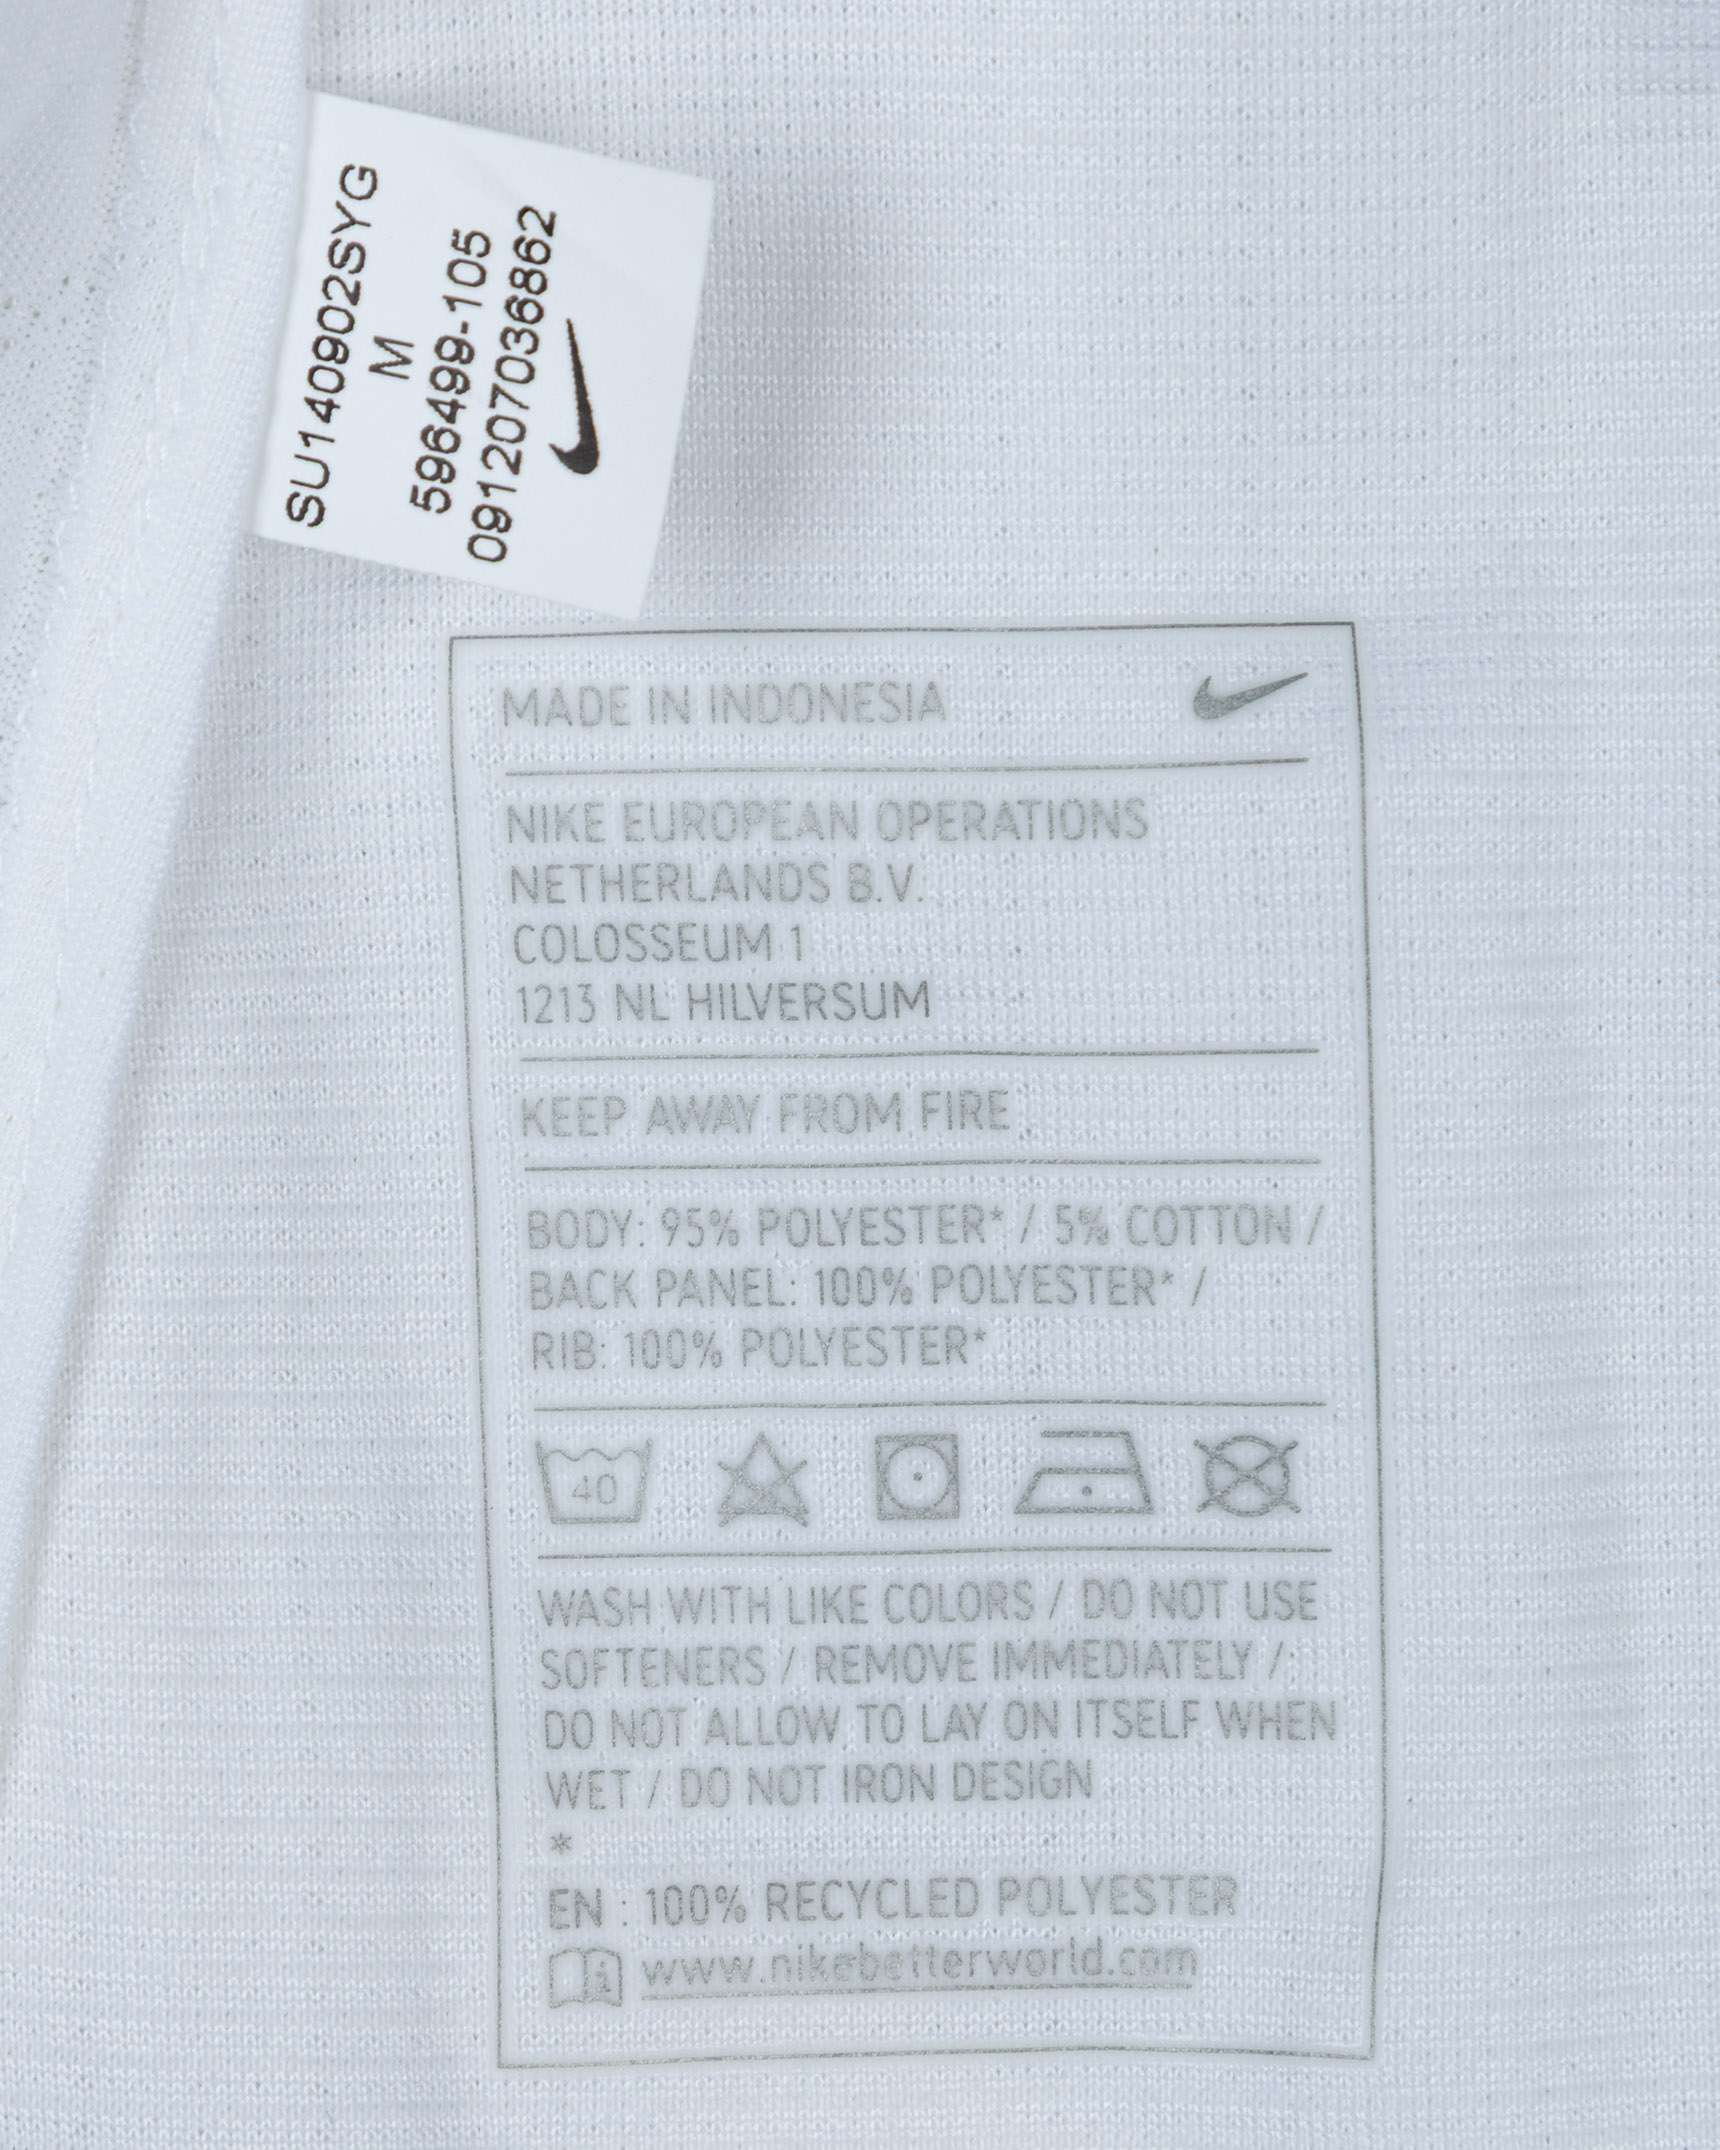 SU140902SYG
M
596499-105
091207036862
MADE IN INDONESIA
NIKE EUROPEAN OPERATIONS
NETHERLANDS B.V.
COLOSSEUM 1
1213 NL HILVERSUM
KEEP AWAY FROM FIRE
BODY: 95% POLYESTER* / 5% COTTON /
BACK PANEL: 100% POLYESTER* /
RIB: 100% POLYESTER*
40
WASH WITH LIKE COLORS / DO NOT USE
SOFTENERS / REMOVE IMMEDIATELY /
DO NOT ALLOW TO LAY ON ITSELF WHEN
WET / DO NOT IRON DESIGN
*
EN : 100% RECYCLED POLYESTER
www.nikebetterworld.com